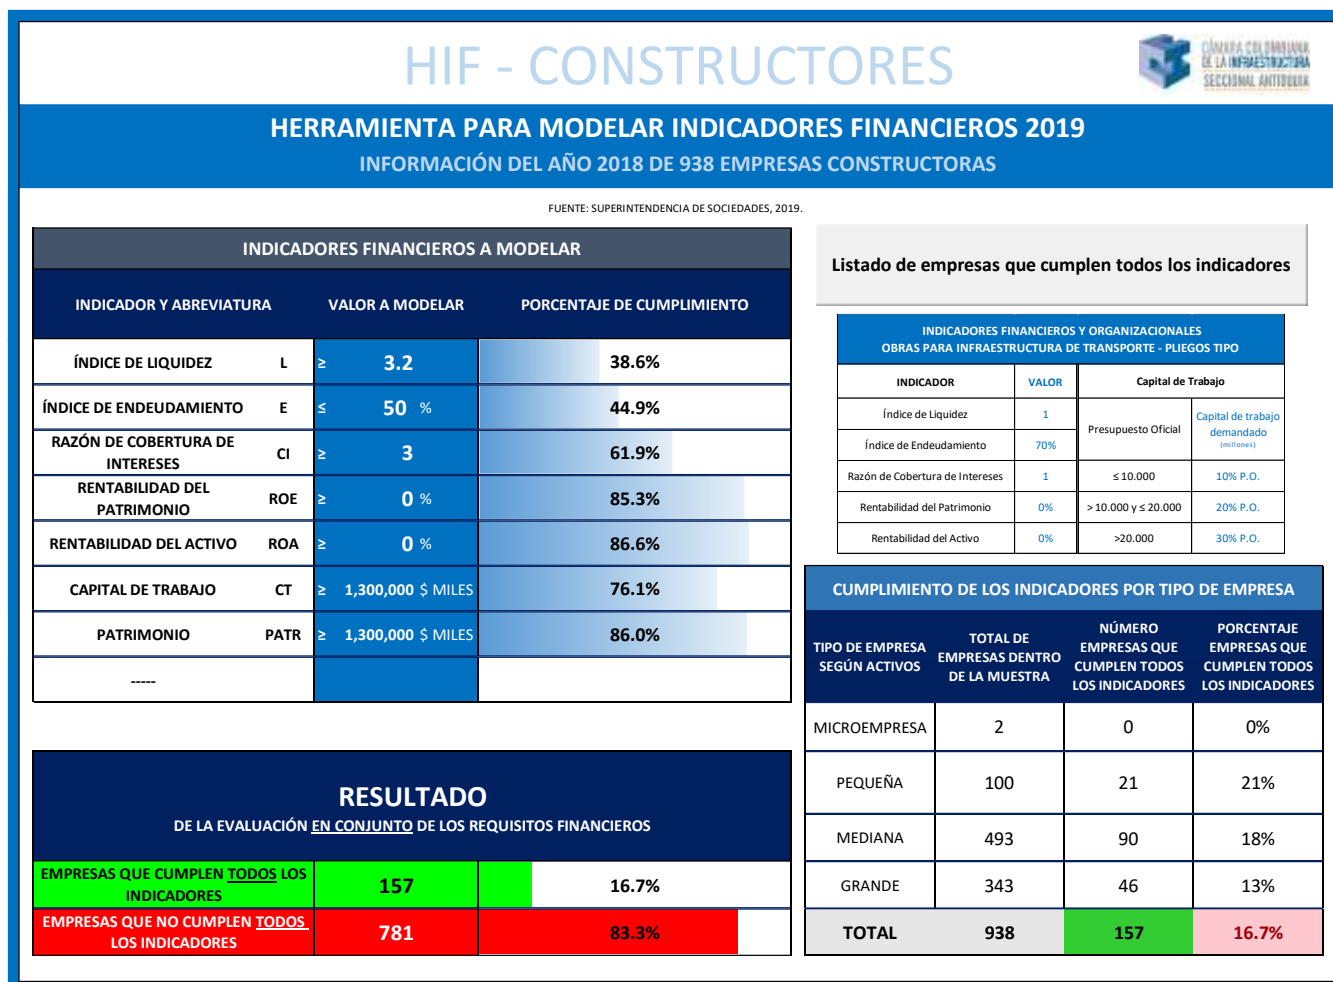 HIF - CONSTRUCTORES
CÁMARA COLOMBIANA
DE LA INFRAESTRUCTURA
SECCIONAL ANTIOQUIA
HERRAMIENTA PARA MODELAR INDICADORES FINANCIEROS 2019
INFORMACIÓN DEL AÑO 2018 DE 938 EMPRESAS CONSTRUCTORAS
FUENTE: SUPERINTENDENCIA DE SOCIEDADES, 2019.
INDICADORES FINANCIEROS A MODELAR
INDICADOR Y ABREVIATURA VALOR A MODELAR PORCENTAJE DE CUMPLIMIENTO
ÍNDICE DE LIQUIDEZ L ≥ 3.2 38.6%
ÍNDICE DE ENDEUDAMIENTO E ≤ 50 % 44.9%
RAZÓN DE COBERTURA DE
INTERESES CI ≥ 3 61.9%
RENTABILIDAD DEL
PATRIMONIO ROE ≥ 0 % 85.3%
RENTABILIDAD DEL ACTIVO ROA ≥ 0 % 86.6%
CAPITAL DE TRABAJO CT ≥ 1,300,000 $ MILES 76.1%
PATRIMONIO PATR ≥ 1,300,000 $ MILES 86.0%
-----
RESULTADO
DE LA EVALUACIÓN EN CONJUNTO DE LOS REQUISITOS FINANCIEROS
EMPRESAS QUE CUMPLEN TODOS LOS
INDICADORES 157 16.7%
EMPRESAS QUE NO CUMPLEN TODOS
LOS INDICADORES 781 83.3%
Listado de empresas que cumplen todos los indicadores
INDICADORES FINANCIEROS Y ORGANIZACIONALES
OBRAS PARA INFRAESTRUCTURA DE TRANSPORTE - PLIEGOS TIPO
INDICADOR VALOR Capital de Trabajo
Índice de Liquidez 1
Índice de Endeudamiento 70%
Presupuesto Oficial
Capital de trabajo
demandado
(millones)
Razón de Cobertura de Intereses 1 ≤ 10.000 10% P.O.
Rentabilidad del Patrimonio 0% > 10.000 y ≤ 20.000 20% P.O.
Rentabilidad del Activo 0% >20.000 30% P.O.
CUMPLIMIENTO DE LOS INDICADORES POR TIPO DE EMPRESA
TIPO DE EMPRESA
SEGÚN ACTIVOS
TOTAL DE
EMPRESAS DENTRO
DE LA MUESTRA
NÚMERO
EMPRESAS QUE
CUMPLEN TODOS
LOS INDICADORES
PORCENTAJE
EMPRESAS QUE
CUMPLEN TODOS
LOS INDICADORES
MICROEMPRESA 2 0 0%
PEQUEÑA 100 21 21%
MEDIANA 493 90 18%
GRANDE 343 46 13%
TOTAL 938 157 16.7%